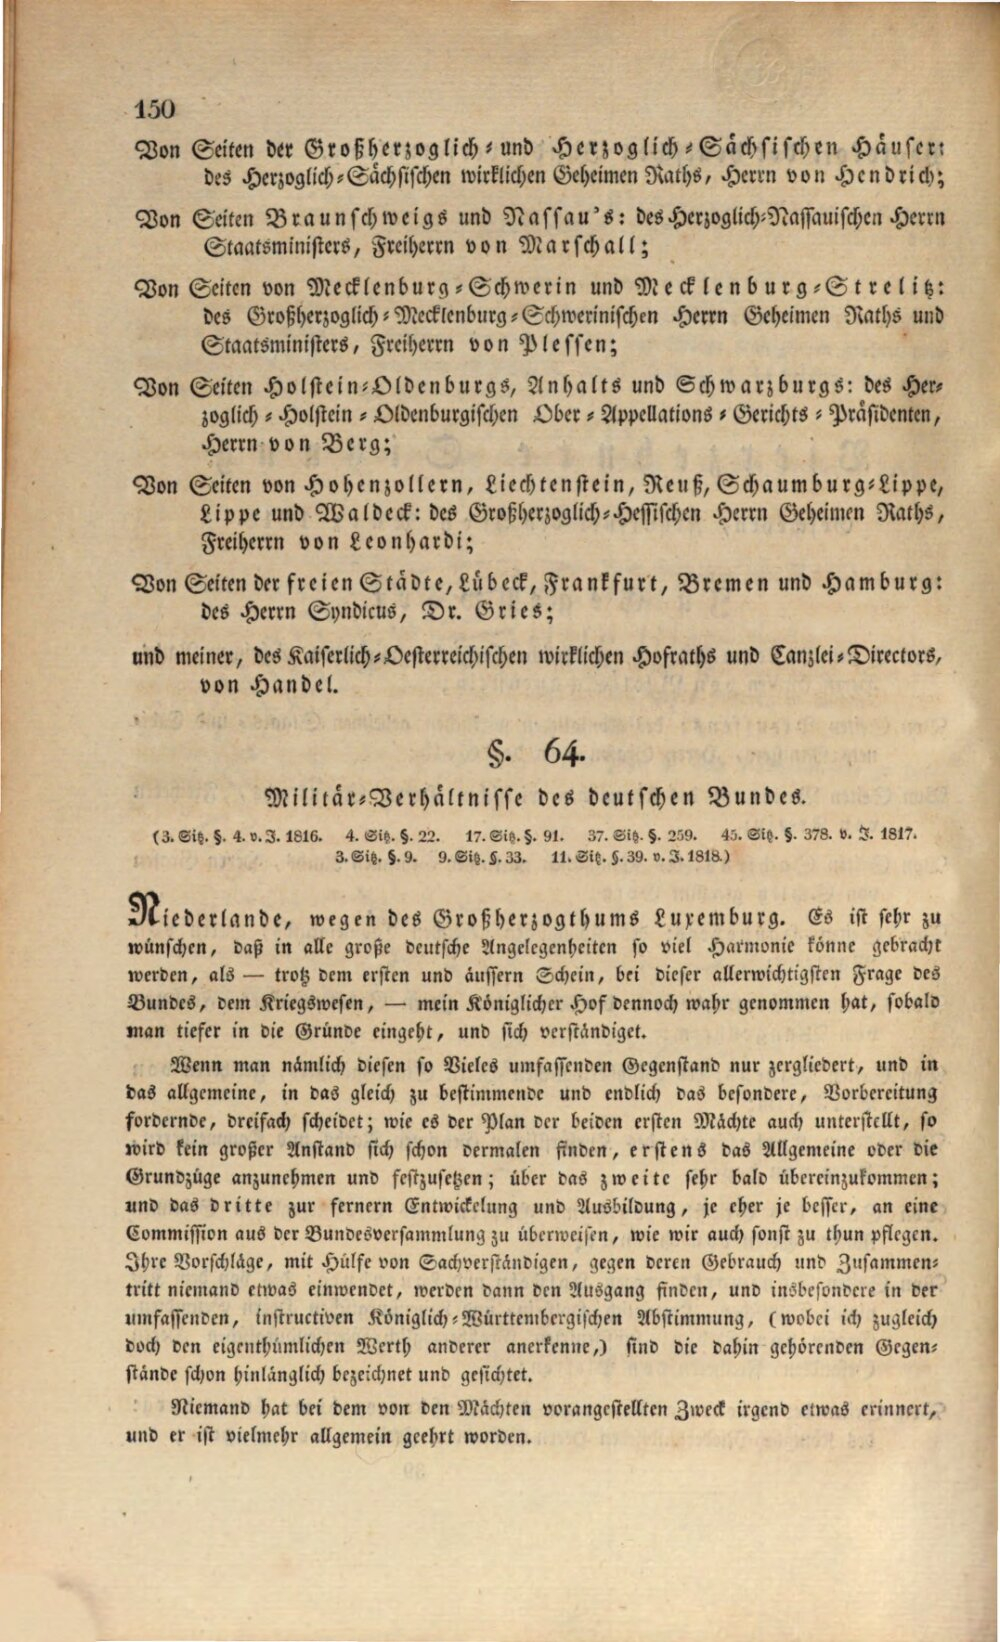 150
Von Seiten der Großherzoglich- und Herzoglich-Sächsischen Häuser:
des Herzoglich-Sächsischen wirklichen Geheimen Raths, Herrn von Hendrich;
Von Seiten Braunschweigs und Nassau's: des Herzoglich-Nassauischen Herrn
Staatsministers, Freiherrn von Marschall;
Von Seiten von Mecklenburg-Schwerin und Mecklenburg-Strelitz:
des Großherzoglich-Mecklenburg-Schwerinischen Herrn Geheimen Raths und
Staatsministers, Freiherrn von Plessen;
Von Seiten Holstein-Oldenburgs, Anhalts und Schwarzburgs: des Her-
zoglich-Holstein-Oldenburgischen Ober-Appellations-Gerichts-Präsidenten,
Herrn von Berg;
Von Seiten von Hohenzollern, Liechtenstein, Reuß, Schaumburg-Lippe,
Lippe und Waldeck: des Großherzoglich-Hessischen Herrn Geheimen Raths,
Freiherrn von Leonhardi;
Von Seiten der freien Städte, Lübeck, Frankfurt, Bremen und Hamburg:
des Herrn Syndicus, Dr. Gries;
und meiner, des Kaiserlich-Oesterreichischen wirklichen Hofraths und Canzlei-Directors,
von Handel.
§. 64.
Militär-Verhältnisse des deutschen Bundes.
(3. Sitz. §. 4. v. J. 1816. 4. Sitz. §. 22. 17. Sitz. §. 91. 37. Sitz. §. 259. 45. Sitz. §. 378. v. J. 1817.
3. Sitz. §. 9. 9. Sitz. §. 33. 11. Sitz. §. 39. v. J. 1818.)
Niederlande, wegen des Großherzogthums Luxemburg. Es ist sehr zu
wünschen, daß in alle große deutsche Angelegenheiten so viel Harmonie könne gebracht
werden, als — trotz dem ersten und äussern Schein, bei dieser allerwichtigsten Frage des
Bundes, dem Kriegswesen, — mein Königlicher Hof dennoch wahr genommen hat, sobald
man tiefer in die Gründe eingeht, und sich verständiget.
Wenn man nämlich diesen so Vieles umfassenden Gegenstand nur zergliedert, und in
das allgemeine, in das gleich zu bestimmende und endlich das besondere, Vorbereitung
fordernde, dreifach scheidet; wie es der Plan der beiden ersten Mächte auch unterstellt, so
wird kein großer Anstand sich schon dermalen finden, erstens das Allgemeine oder die
Grundzüge anzunehmen und festzusetzen; über das zweite sehr bald übereinzukommen;
und das dritte zur fernern Entwickelung und Ausbildung, je eher je besser, an eine
Commission aus der Bundesversammlung zu überweisen, wie wir auch sonst zu thun pflegen.
Ihre Vorschläge, mit Hülfe von Sachverständigen, gegen deren Gebrauch und Zusammen-
tritt niemand etwas einwendet, werden dann den Ausgang finden, und insbesondere in der
umfassenden, instructiven Königlich-Württembergischen Abstimmung, (wobei ich zugleich
doch den eigenthümlichen Werth anderer anerkenne,) sind die dahin gehörenden Gegen-
stände schon hinlänglich bezeichnet und gesichtet.
Niemand hat bei dem von den Mächten vorangestellten Zweck irgend etwas erinnert,
und er ist vielmehr allgemein geehrt worden.